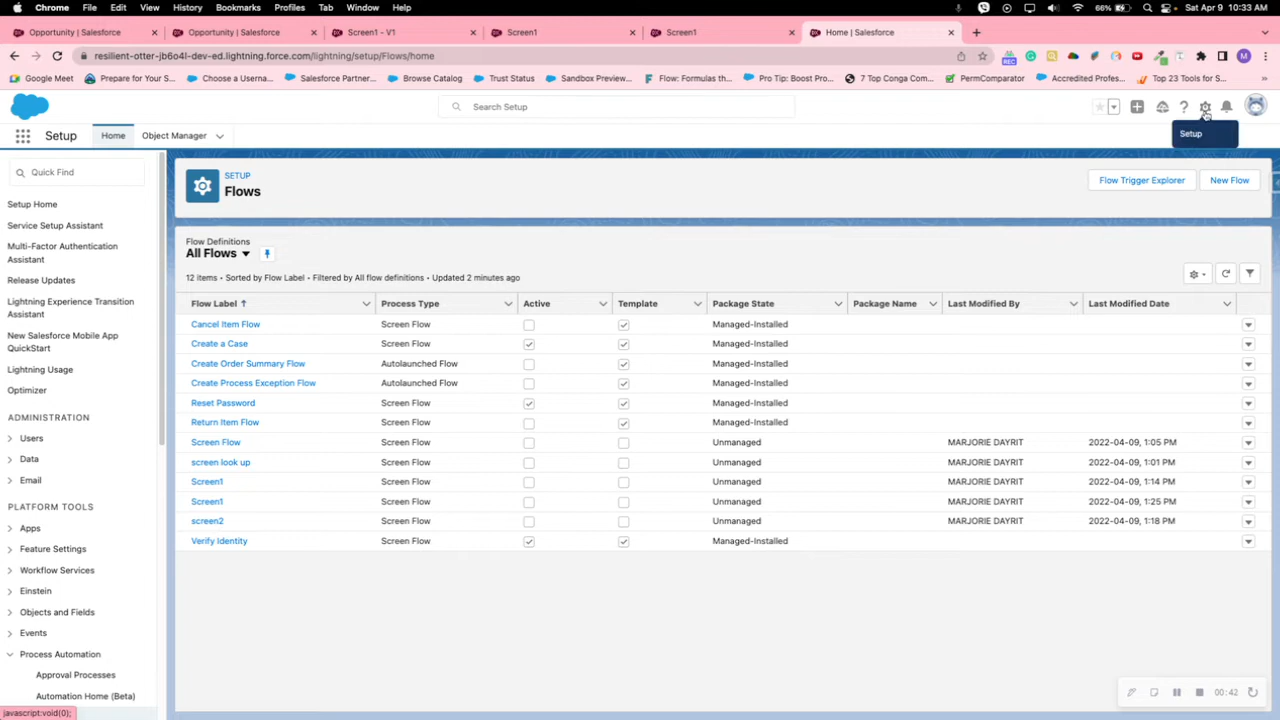 Chrome File Edit View History Bookmarks Profiles Tab Window Help 66% Sat Apr 9 10:33 AM
Opportunity | Salesforce Opportunity | Salesforce Screen1 - V1 Screen1 Screen1 Home | Salesforce
resilient-otter-jb6o4l-dev-ed.lightning.force.com/lightning/setup/Flows/home
Google Meet Prepare for Your S... Choose a Userna... Salesforce Partner... Browse Catalog Trust Status Sandbox Preview... Flow: Formulas th... Pro Tip: Boost Pro... 7 Top Conga Com... PermComparator Accredited Profes... Top 23 Tools for S...
Search Setup
Setup Home Object Manager
Setup
Quick Find
Setup Home
Service Setup Assistant
Multi-Factor Authentication
Assistant
Release Updates
Lightning Experience Transition
Assistant
New Salesforce Mobile App
QuickStart
Lightning Usage
Optimizer
ADMINISTRATION
Users
Data
Email
PLATFORM TOOLS
Apps
Feature Settings
Workflow Services
Einstein
Objects and Fields
Events
Process Automation
Approval Processes
Automation Home (Beta)
javascript:void(0);
SETUP
Flows
Flow Trigger Explorer New Flow
Flow Definitions
All Flows
12 items • Sorted by Flow Label • Filtered by All flow definitions • Updated 2 minutes ago
Flow Label ↑ Process Type Active Template Package State Package Name Last Modified By Last Modified Date
Cancel Item Flow Screen Flow Managed-Installed
Create a Case Screen Flow Managed-Installed
Create Order Summary Flow Autolaunched Flow Managed-Installed
Create Process Exception Flow Autolaunched Flow Managed-Installed
Reset Password Screen Flow Managed-Installed
Return Item Flow Screen Flow Managed-Installed
Screen Flow Screen Flow Unmanaged MARJORIE DAYRIT 2022-04-09, 1:05 PM
screen look up Screen Flow Unmanaged MARJORIE DAYRIT 2022-04-09, 1:01 PM
Screen1 Screen Flow Unmanaged MARJORIE DAYRIT 2022-04-09, 1:14 PM
Screen1 Screen Flow Unmanaged MARJORIE DAYRIT 2022-04-09, 1:25 PM
screen2 Screen Flow Unmanaged MARJORIE DAYRIT 2022-04-09, 1:18 PM
Verify Identity Screen Flow Managed-Installed
00:42